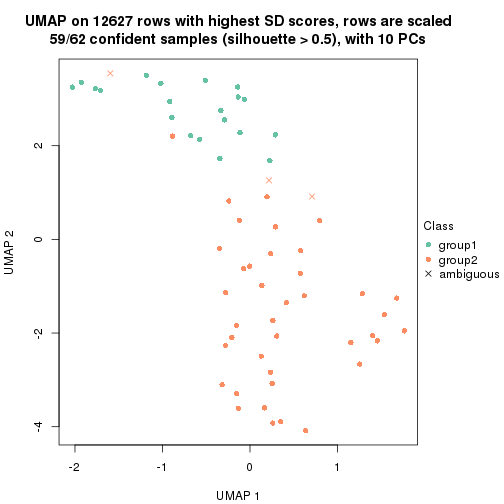 UMAP on 12627 rows with highest SD scores, rows are scaled
59/62 confident samples (silhouette > 0.5), with 10 PCs
2
0
-2
-4
UMAP 2
-2
-1
0
1
UMAP 1
Class
group1
group2
ambiguous